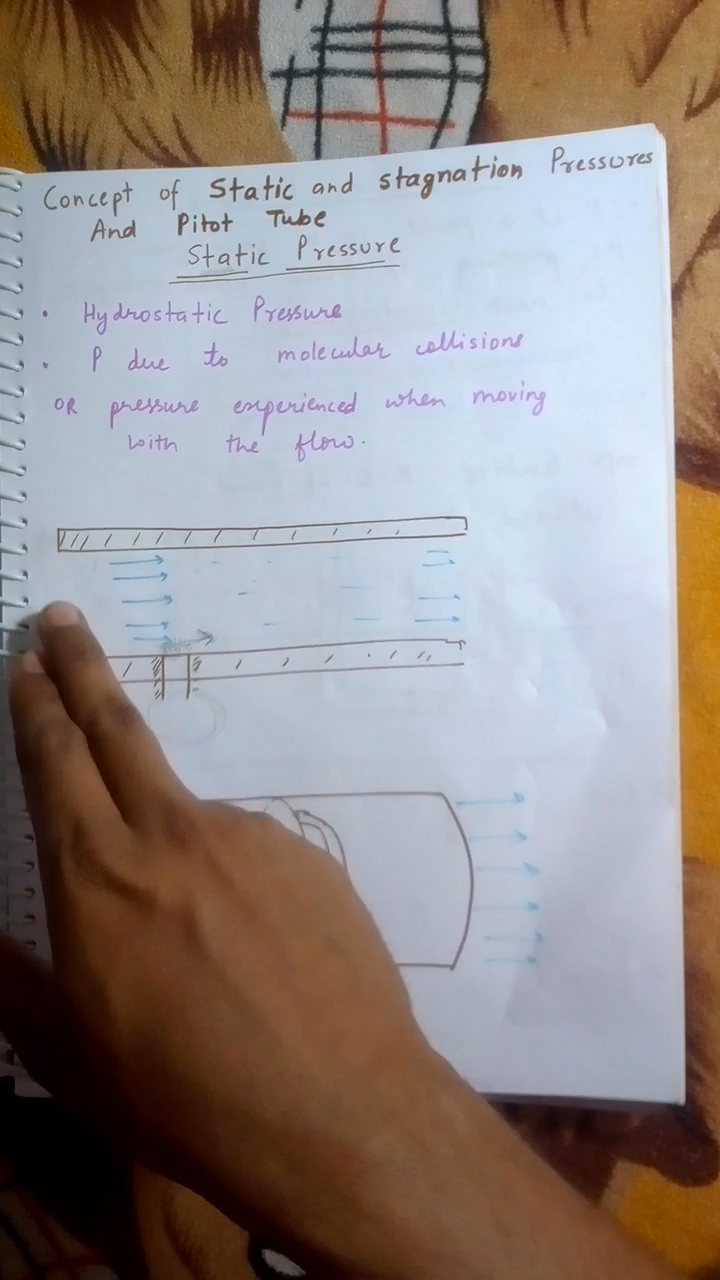 Concept of Static and stagnation Pressures
And Pitot Tube
Static Pressure
• Hydrostatic Pressure
• P due to molecular collisions
OR pressure experienced when moving
with the flow.